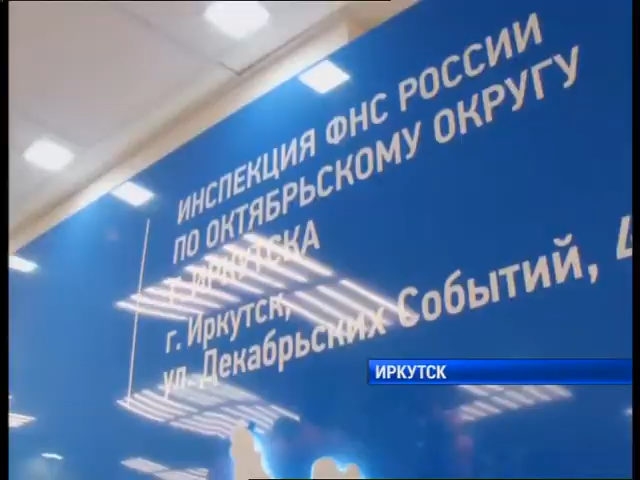 ИНСПЕКЦИЯ ФНС РОССИИ
ПО ОКТЯБРЬСКОМУ ОКРУГУ
Г. ИРКУТСКА
г. Иркутск,
ул. Декабрьских Событий,
ИРКУТСК